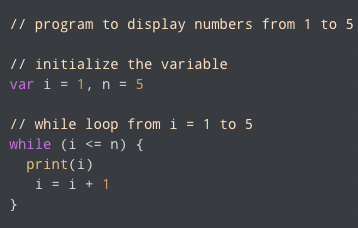 // program to display numbers from 1 to 5
// initialize the variable
var i = 1, n = 5
// while loop from i = 1 to 5
while (i <= n) {
  print(i)
   i = i + 1
}